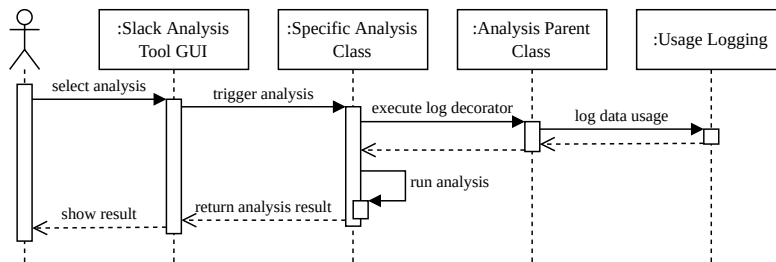 :Slack Analysis
Tool GUI
:Specific Analysis
Class
:Analysis Parent
Class
:Usage Logging
select analysis
trigger analysis
execute log decorator
log data usage
run analysis
return analysis result
show result